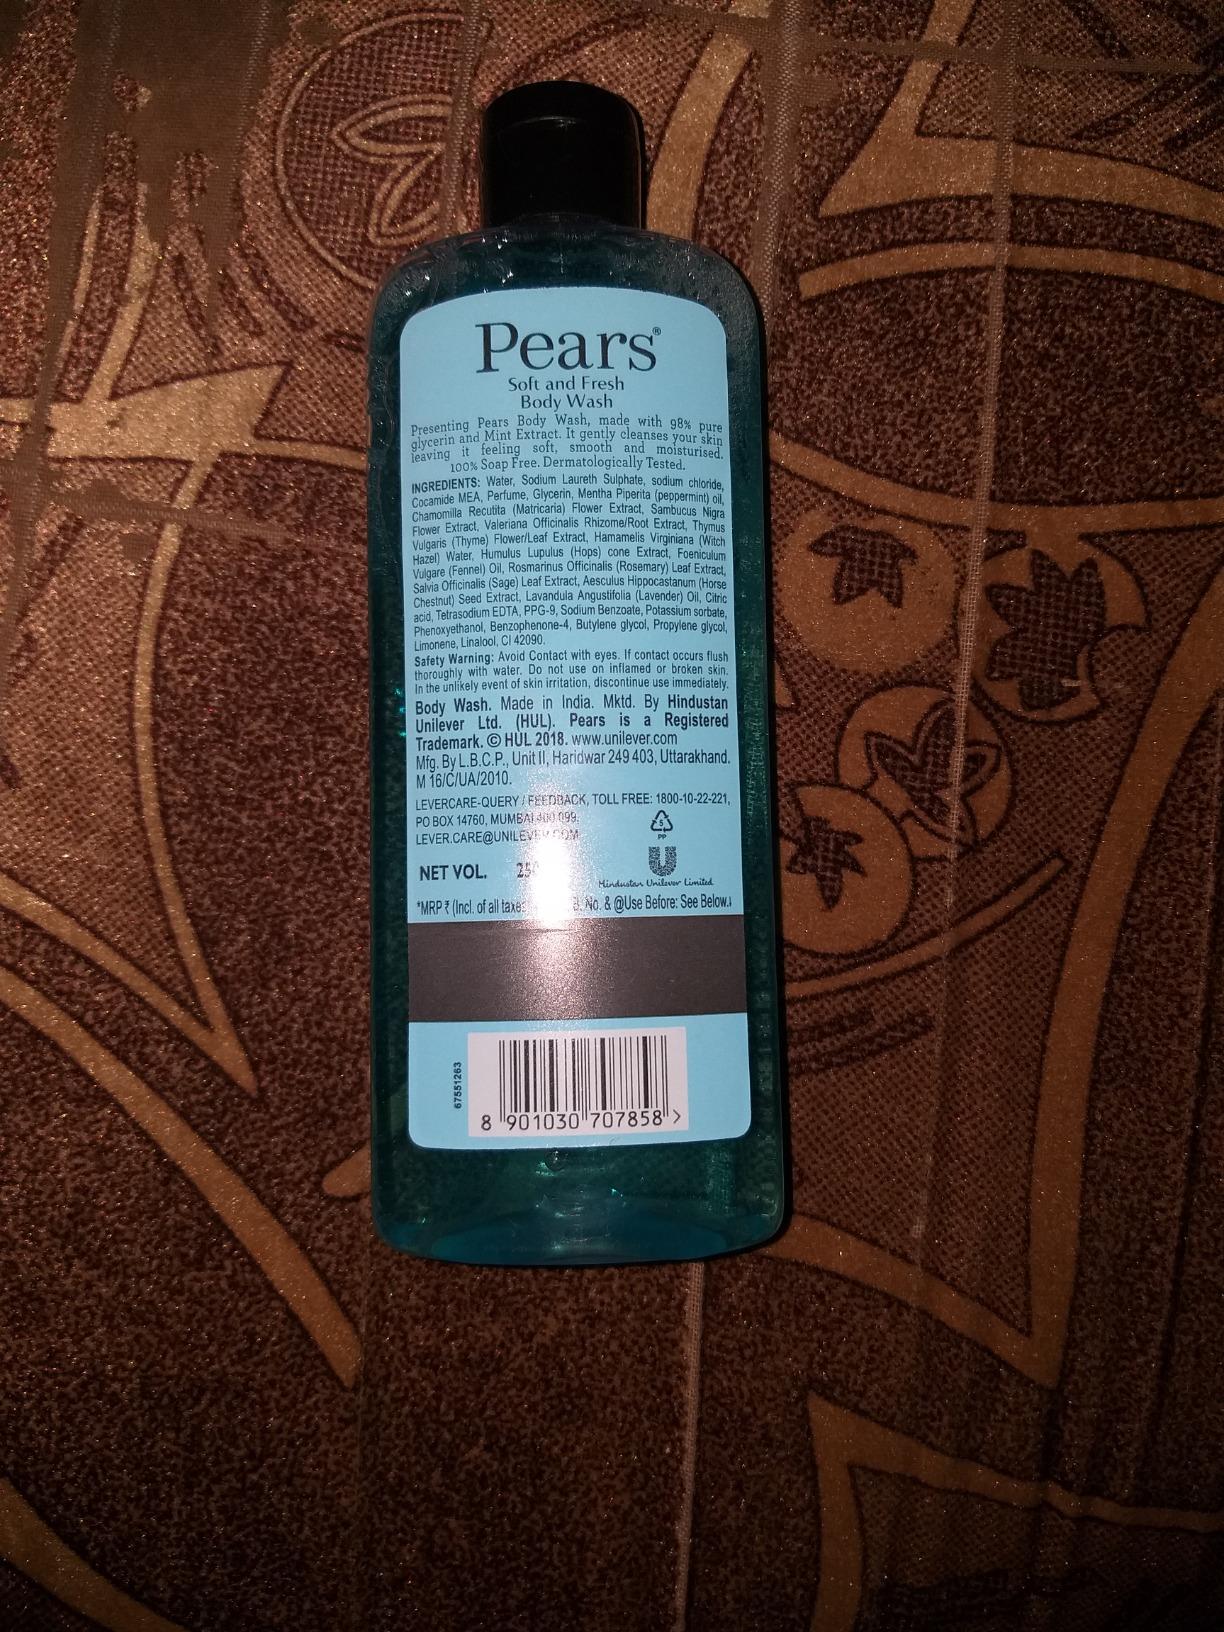 Pears®
Soft and Fresh
Body Wash
Presenting Pears Body Wash, made with 98% pure
glycerin and Mint Extract. It gently cleanses your skin
leaving it feeling soft, smooth and moisturised.
100% Soap Free. Dermatologically Tested.
INGREDIENTS: Water, Sodium Laureth Sulphate, sodium chloride,
Cocamide MEA, Perfume, Glycerin, Mentha Piperita (peppermint) oil,
Chamomilla Recutita (Matricaria) Flower Extract, Sambucus Nigra
Flower Extract, Valeriana Officinalis Rhizome/Root Extract, Thymus
Vulgaris (Thyme) Flower/Leaf Extract, Hamamelis Virginiana (Witch
Hazel) Water, Humulus Lupulus (Hops) cone Extract, Foeniculum
Vulgare (Fennel) Oil, Rosmarinus Officinalis (Rosemary) Leaf Extract,
Salvia Officinalis (Sage) Leaf Extract, Aesculus Hippocastanum (Horse
Chestnut) Seed Extract, Lavandula Angustifolia (Lavender) Oil, Citric
acid, Tetrasodium EDTA, PPG-9, Sodium Benzoate, Potassium sorbate,
Phenoxyethanol, Benzophenone-4, Butylene glycol, Propylene glycol,
Limonene, Linalool, CI 42090.
Safety Warning: Avoid Contact with eyes. If contact occurs flush
thoroughly with water. Do not use on inflamed or broken skin.
In the unlikely event of skin irritation, discontinue use immediately.
Body Wash. Made in India. Mktd. By Hindustan
Unilever Ltd. (HUL). Pears is a Registered
Trademark. © HUL 2018. www.unilever.com
Mfg. By L.B.C.P., Unit II, Haridwar 249 403, Uttarakhand.
M 16/C/UA/2010.
LEVERCARE-QUERY / FEEDBACK, TOLL FREE: 1800-10-22-221,
PO BOX 14760, MUMBAI 400 099.
LEVER.CARE@UNILEVER.COM
5
PP
NET VOL.
Hindustan Unilever Limited
*MRP ₹ (Incl. of all taxes No. & @Use Before: See Below.
67551263
8 901030 707858 >